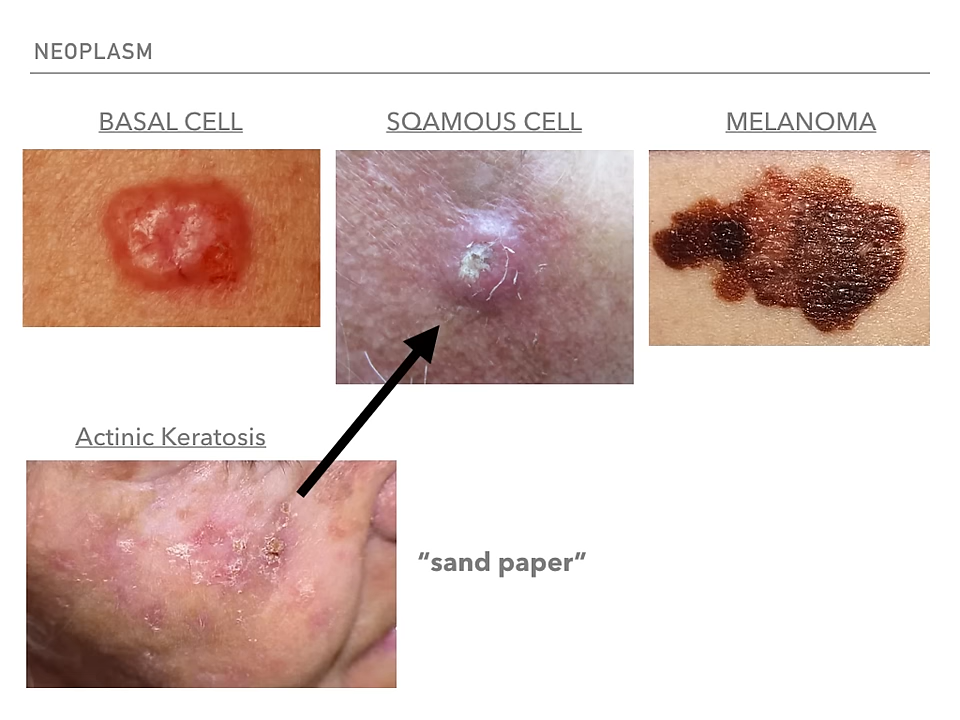 NEOPLASM
BASAL CELL
SQAMOUS CELL
MELANOMA
Actinic Keratosis
“sand paper”